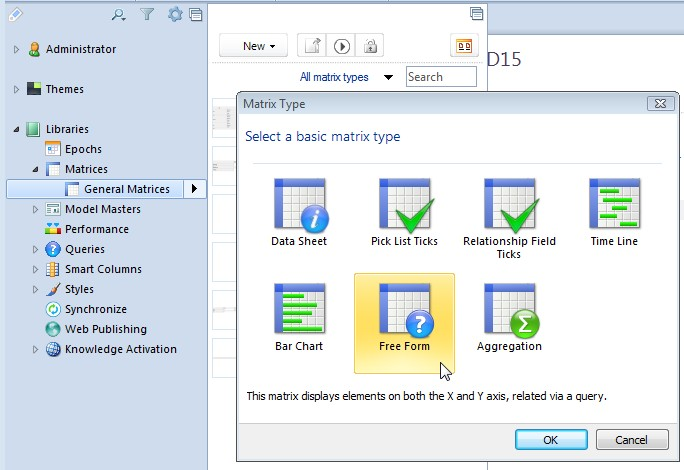 Administrator
Themes
Libraries
Epochs
Matrices
General Matrices
Model Masters
Performance
Queries
Smart Columns
Styles
Synchronize
Web Publishing
Knowledge Activation
New
All matrix types
Search
D15
Matrix Type
Select a basic matrix type
Data Sheet
Pick List Ticks
Relationship Field
Ticks
Time Line
Bar Chart
Free Form
Aggregation
This matrix displays elements on both the X and Y axis, related via a query.
OK
Cancel